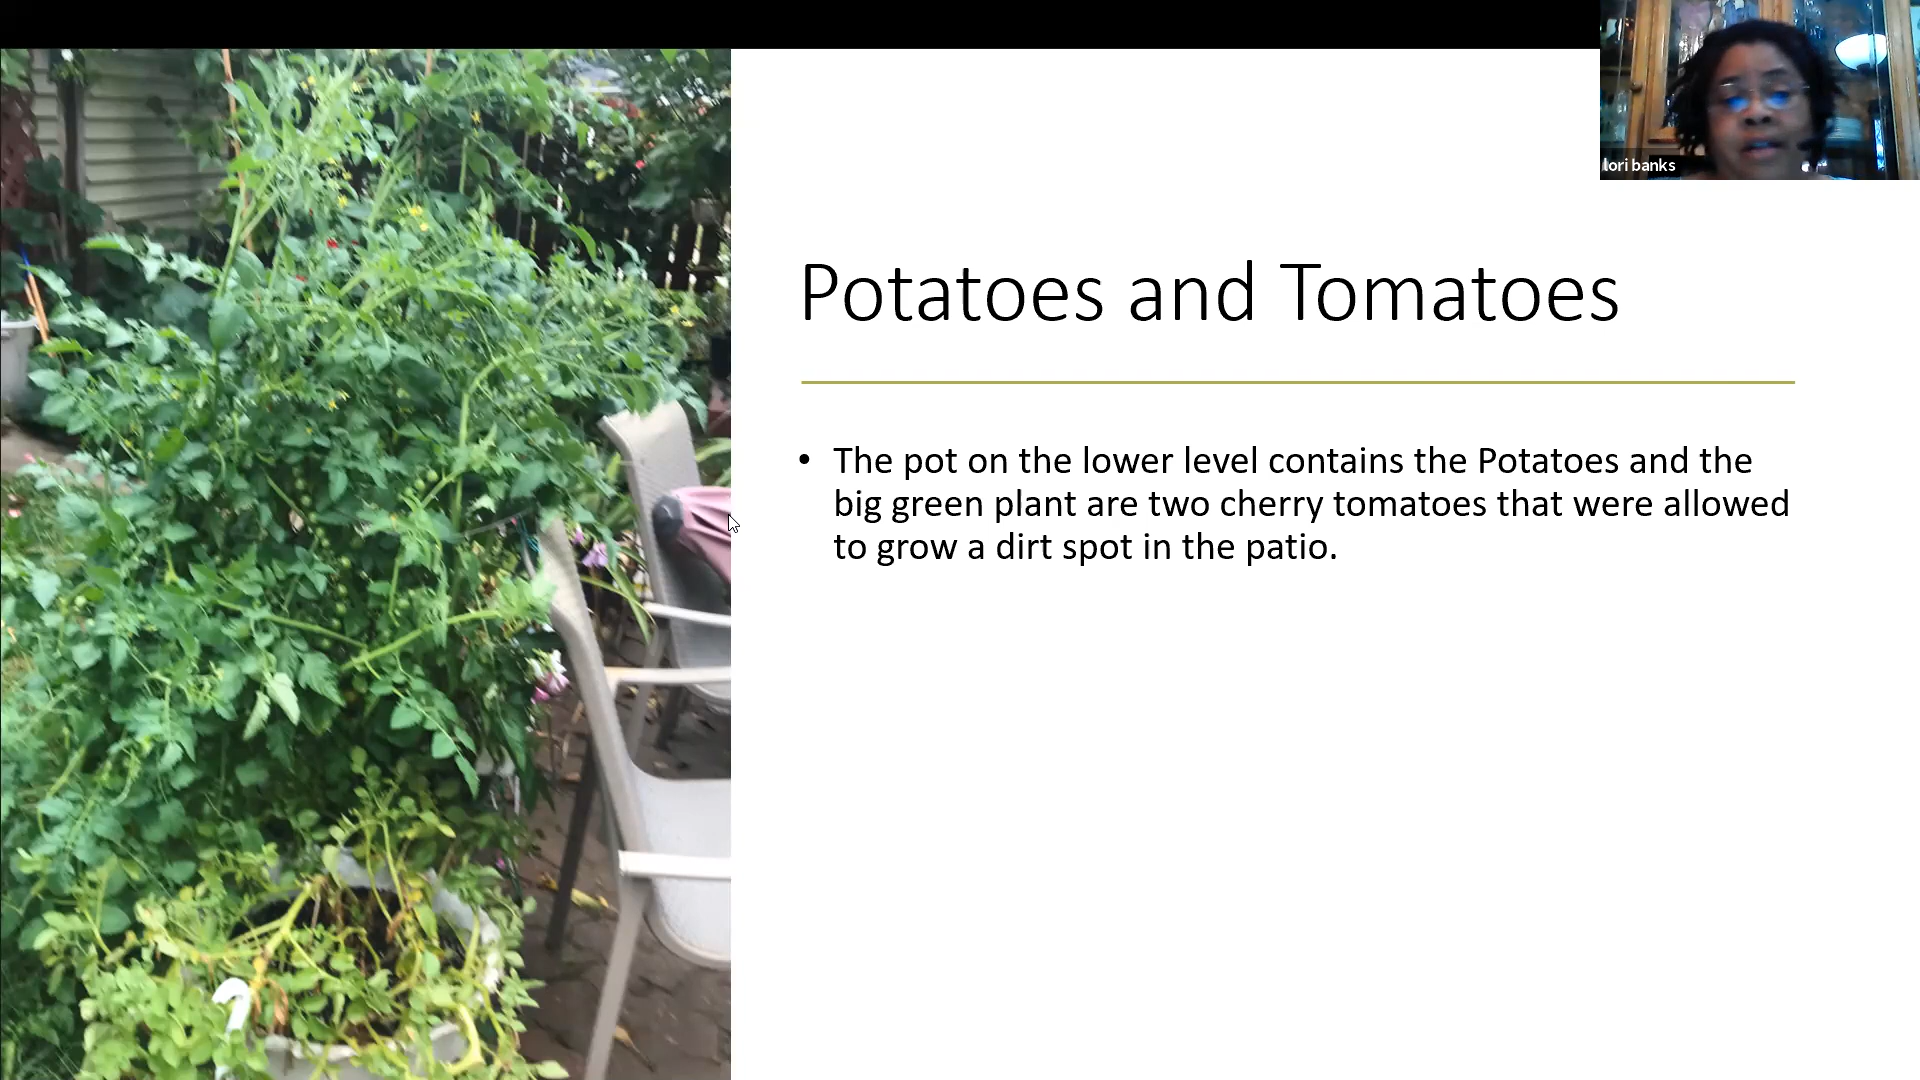 lori banks
Potatoes and Tomatoes
• The pot on the lower level contains the Potatoes and the
big green plant are two cherry tomatoes that were allowed
to grow a dirt spot in the patio.